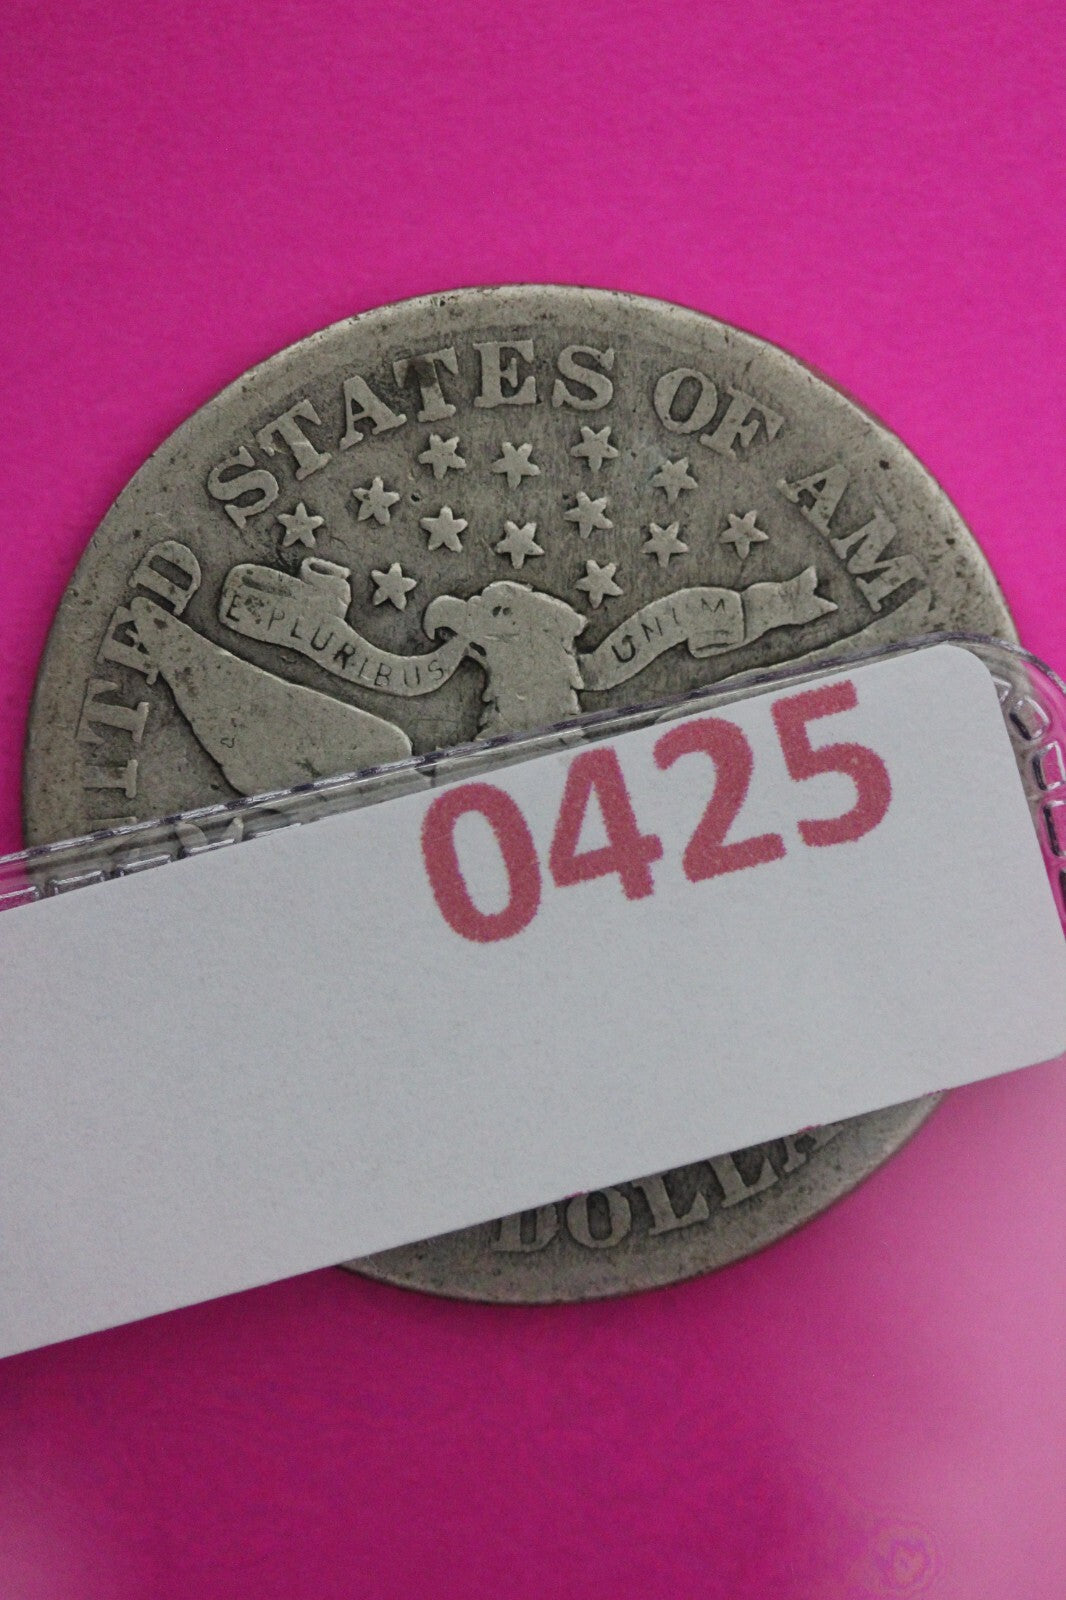 STATES OF AM
E PLURIBUS UNUM
0425
DOLLA